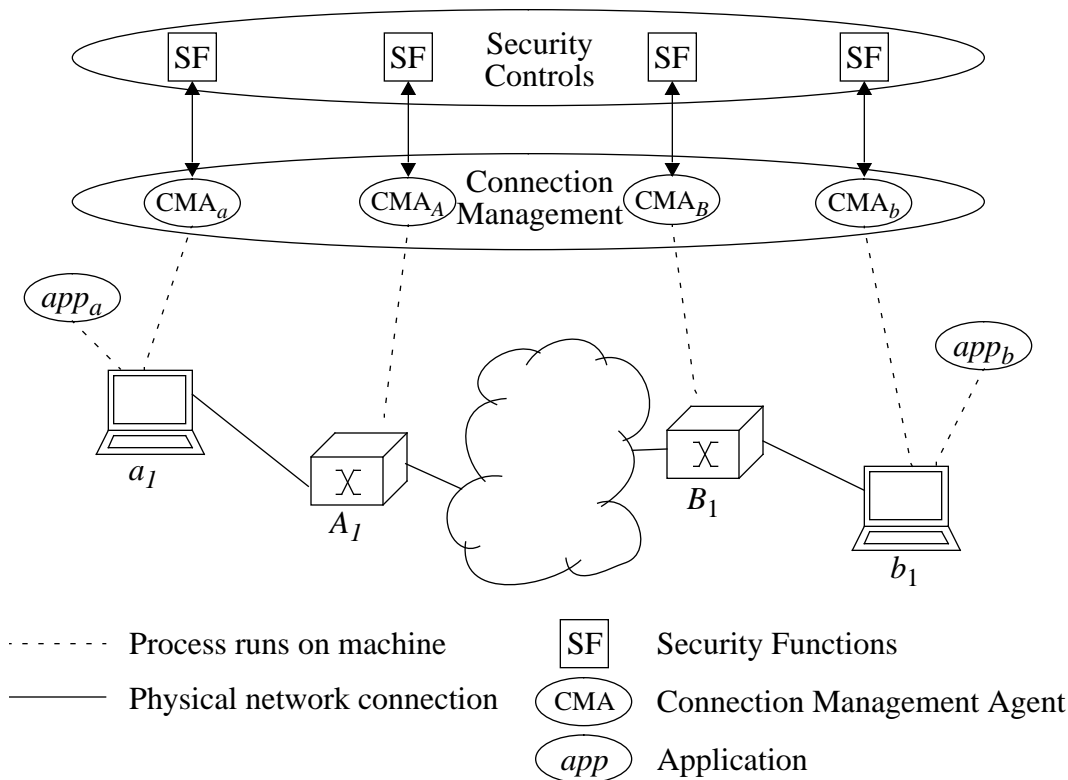 SF SF Security Controls SF SF
CMAa CMAA Connection Management CMAB CMAb
appa
appb
a1
A1
B1
b1
Process runs on machine
SF Security Functions
Physical network connection
CMA Connection Management Agent
app Application